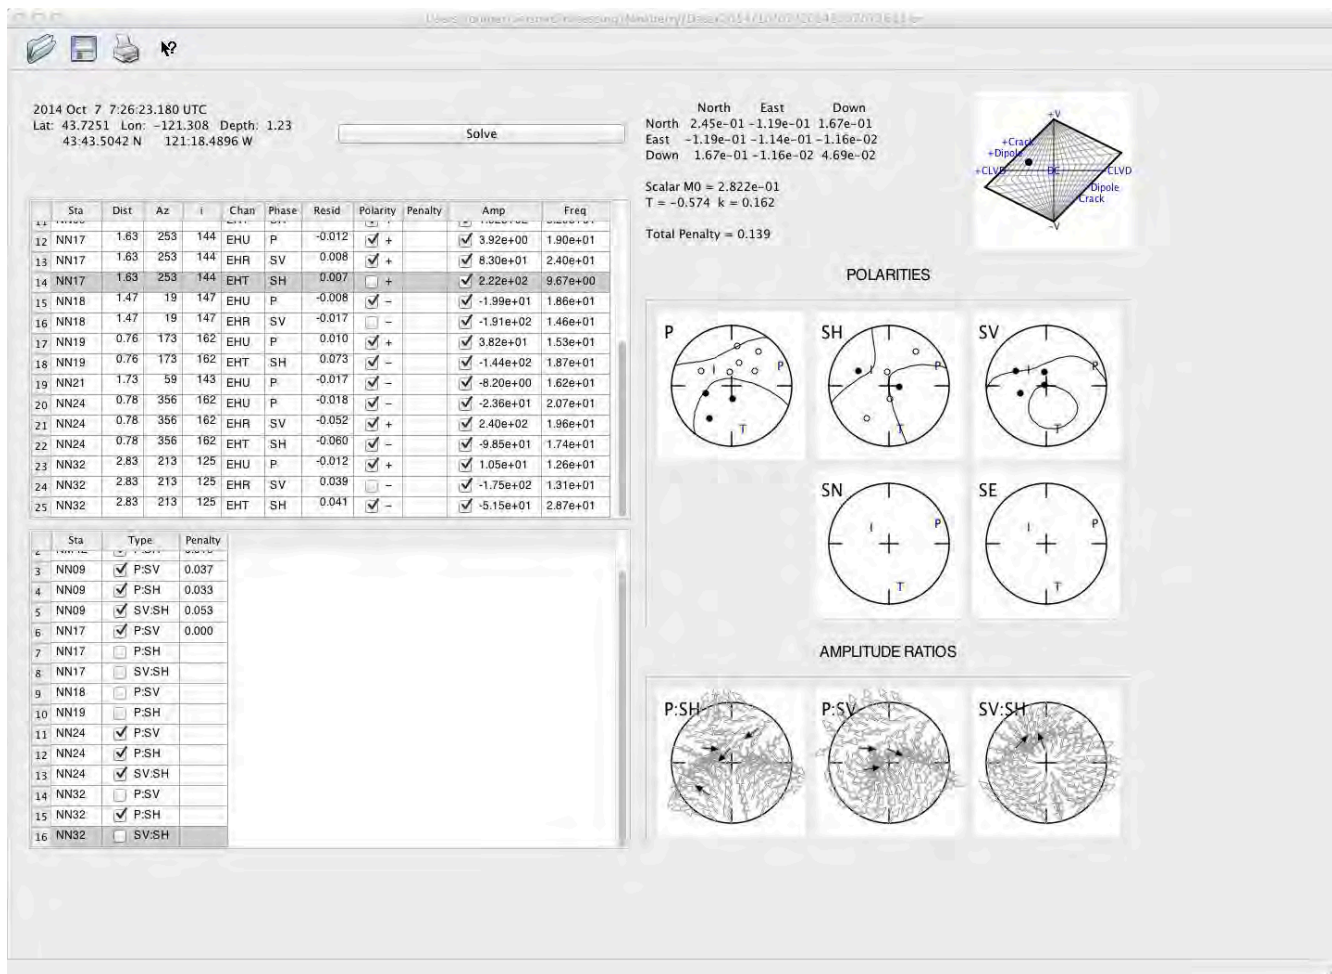 2014 Oct 7 7:26:23.180 UTC
Lat: 43.7251 Lon: -121.308 Depth: 1.23
43:43.5042 N 121:18.4896 W
Solve
Sta Dist Az i Chan Phase Resid Polarity Penalty Amp Freq
12 NN17 1.63 253 144 EHU P -0.012 + 3.92e+00 1.90e+01
13 NN17 1.63 253 144 EHR SV 0.008 + 8.30e+01 2.40e+01
14 NN17 1.63 253 144 EHT SH 0.007 + 2.22e+02 9.67e+00
15 NN18 1.47 19 147 EHU P -0.008 - -1.99e+01 1.86e+01
16 NN18 1.47 19 147 EHR SV -0.017 - -1.91e+02 1.46e+01
17 NN19 0.76 173 162 EHU P 0.010 + 3.82e+01 1.53e+01
18 NN19 0.76 173 162 EHT SH 0.073 - -1.44e+02 1.87e+01
19 NN21 1.73 59 143 EHU P -0.017 - -8.20e+00 1.62e+01
20 NN24 0.78 356 162 EHU P -0.018 - -2.36e+01 2.07e+01
21 NN24 0.78 356 162 EHR SV -0.052 + 2.40e+02 1.96e+01
22 NN24 0.78 356 162 EHT SH -0.060 - -9.85e+01 1.74e+01
23 NN32 2.83 213 125 EHU P -0.012 + 1.05e+01 1.26e+01
24 NN32 2.83 213 125 EHR SV 0.039 - -1.75e+02 1.31e+01
25 NN32 2.83 213 125 EHT SH 0.041 - -5.15e+01 2.87e+01
Sta Type Penalty
3 NN09 P:SV 0.037
4 NN09 P:SH 0.033
5 NN09 SV:SH 0.053
6 NN17 P:SV 0.000
7 NN17 P:SH
8 NN17 SV:SH
9 NN18 P:SV
10 NN19 P:SH
11 NN24 P:SV
12 NN24 P:SH
13 NN24 SV:SH
14 NN32 P:SV
15 NN32 P:SH
16 NN32 SV:SH
North East Down
North 2.45e-01 -1.19e-01 1.67e-01
East -1.19e-01 -1.14e-01 -1.16e-02
Down 1.67e-01 -1.16e-02 4.69e-02
Scalar M0 = 2.822e-01
T = -0.574 k = 0.162
Total Penalty = 0.139
+V
+Crack
+Dipole
+CLVD DC -CLVD
Dipole
Crack
-V
POLARITIES
P SH SV
I P I P I P
T T T
SN SE
I P I P
T T
AMPLITUDE RATIOS
P:SH P:SV SV:SH